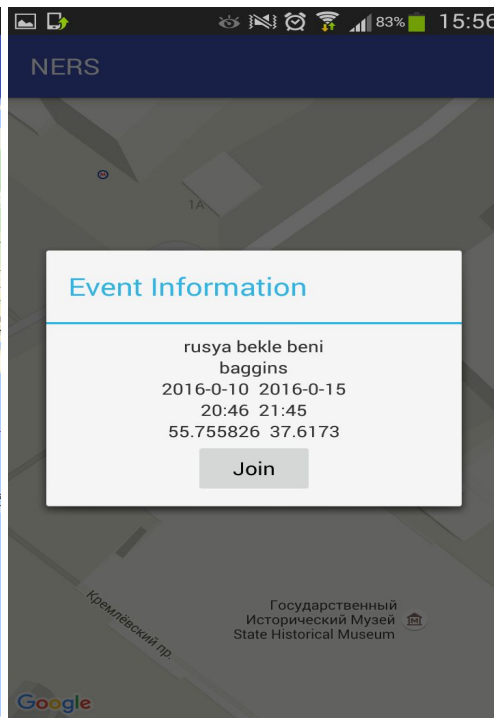 83% 15:56
NERS
1A
Event Information
rusya bekle beni
baggins
2016-0-10 2016-0-15
20:46 21:45
55.755826 37.6173
Join
Кремлёвский пр.
Государственный
Исторический Музей
State Historical Museum
Google